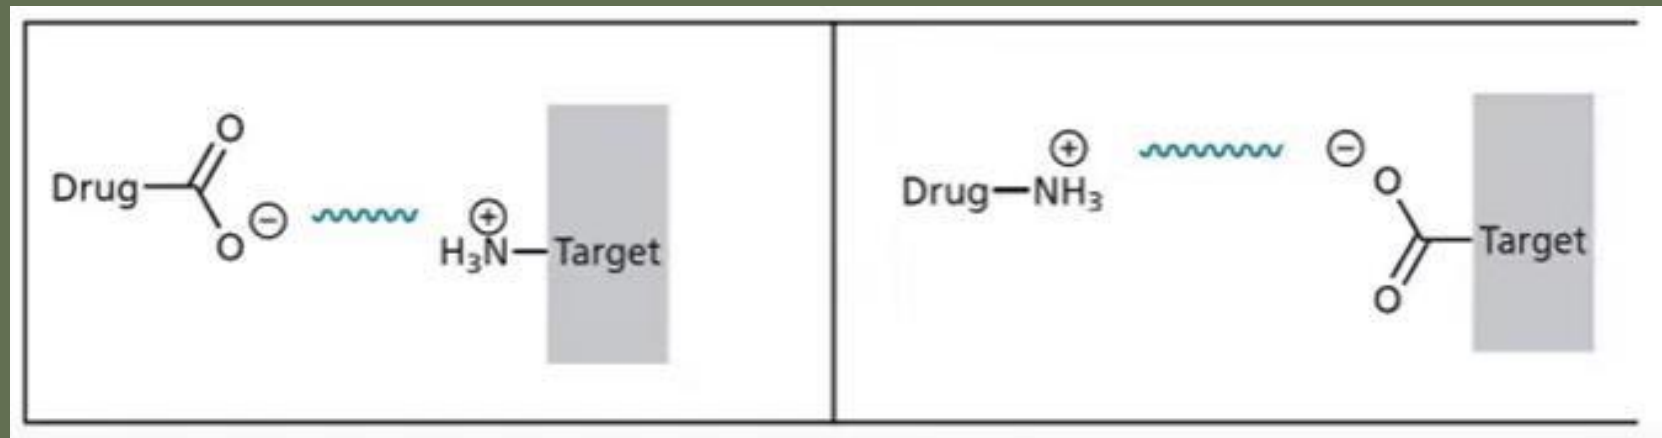 O
Drug
O ⊖
⊕
H₃N—Target
⊕
Drug—NH₃
⊖
O
Target
O